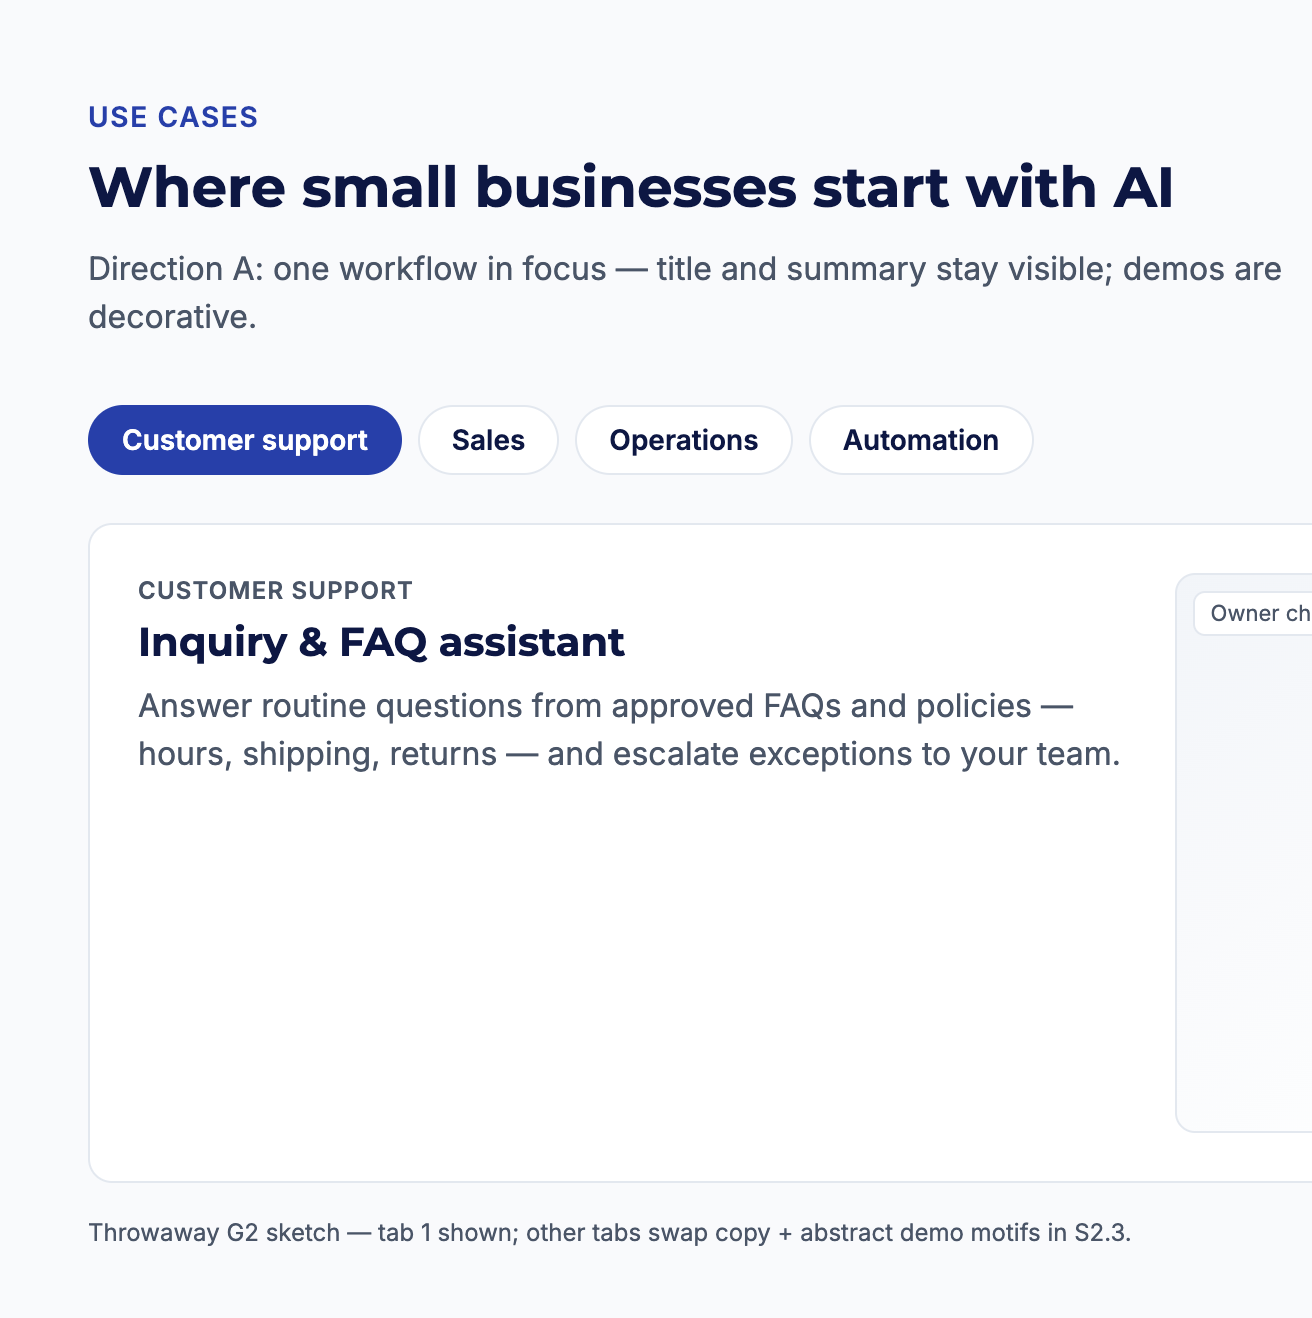 USE CASES
Where small businesses start with AI
Direction A: one workflow in focus — title and summary stay visible; demos are
decorative.
Customer support
Sales
Operations
Automation
CUSTOMER SUPPORT
Owner ch
Inquiry & FAQ assistant
Answer routine questions from approved FAQs and policies —
hours, shipping, returns — and escalate exceptions to your team.
Throwaway G2 sketch — tab 1 shown; other tabs swap copy + abstract demo motifs in S2.3.